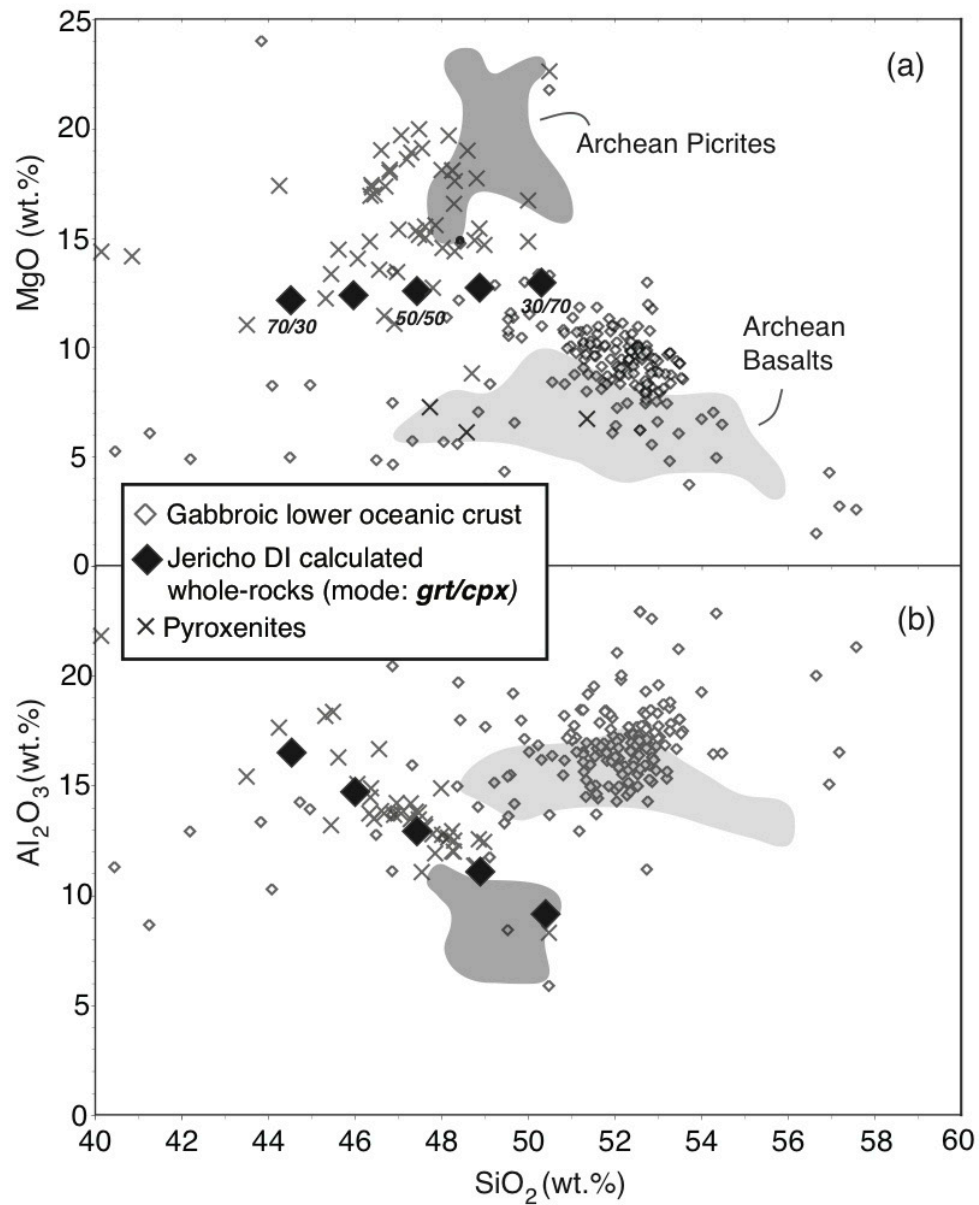 25
(a)
20
Archean Picrites
MgO (wt.%)
15
70/30
50/50
30/70
10
Archean
Basalts
5
0
Gabbroic lower oceanic crust
Jericho DI calculated
whole-rocks (mode: grt/cpx)
Pyroxenites
(b)
20
Al₂O₃ (wt.%)
15
10
5
0
40 42 44 46 48 50 52 54 56 58 60
SiO₂ (wt.%)